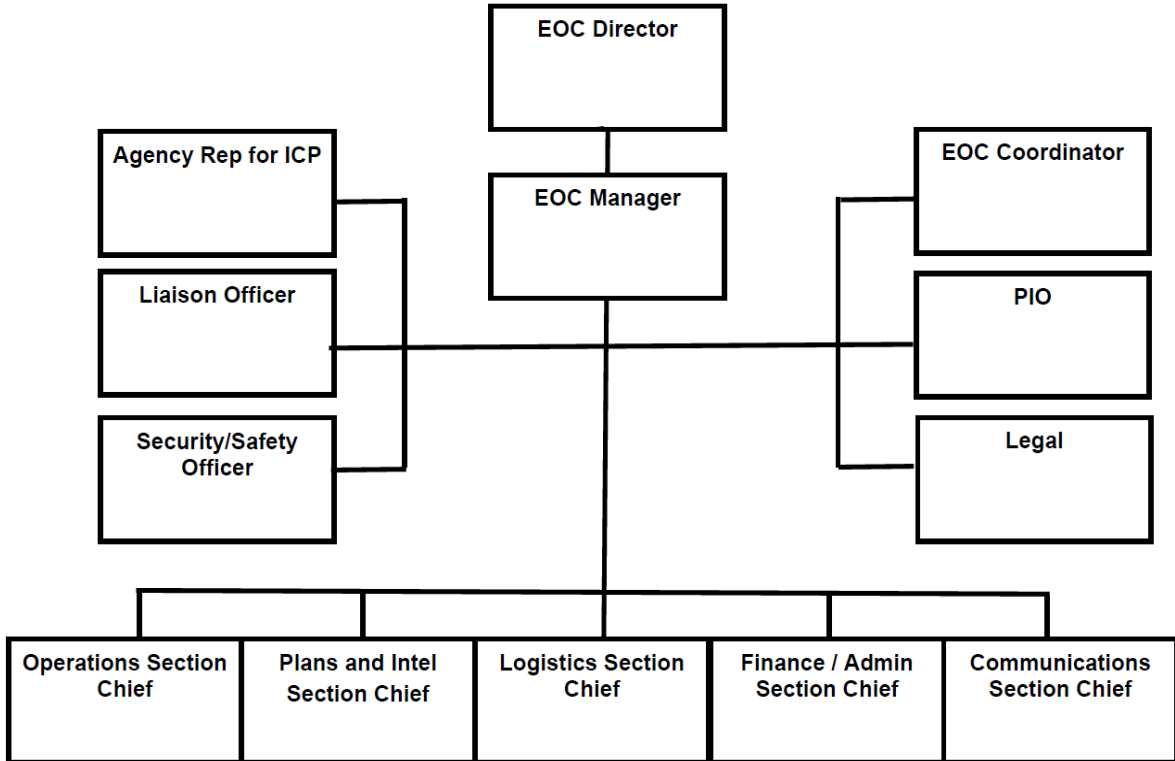 EOC Director
Agency Rep for ICP
EOC Manager
EOC Coordinator
Liaison Officer
PIO
Security/Safety
Officer
Legal
Operations Section
Chief
Plans and Intel
Section Chief
Logistics Section
Chief
Finance / Admin
Section Chief
Communications
Section Chief